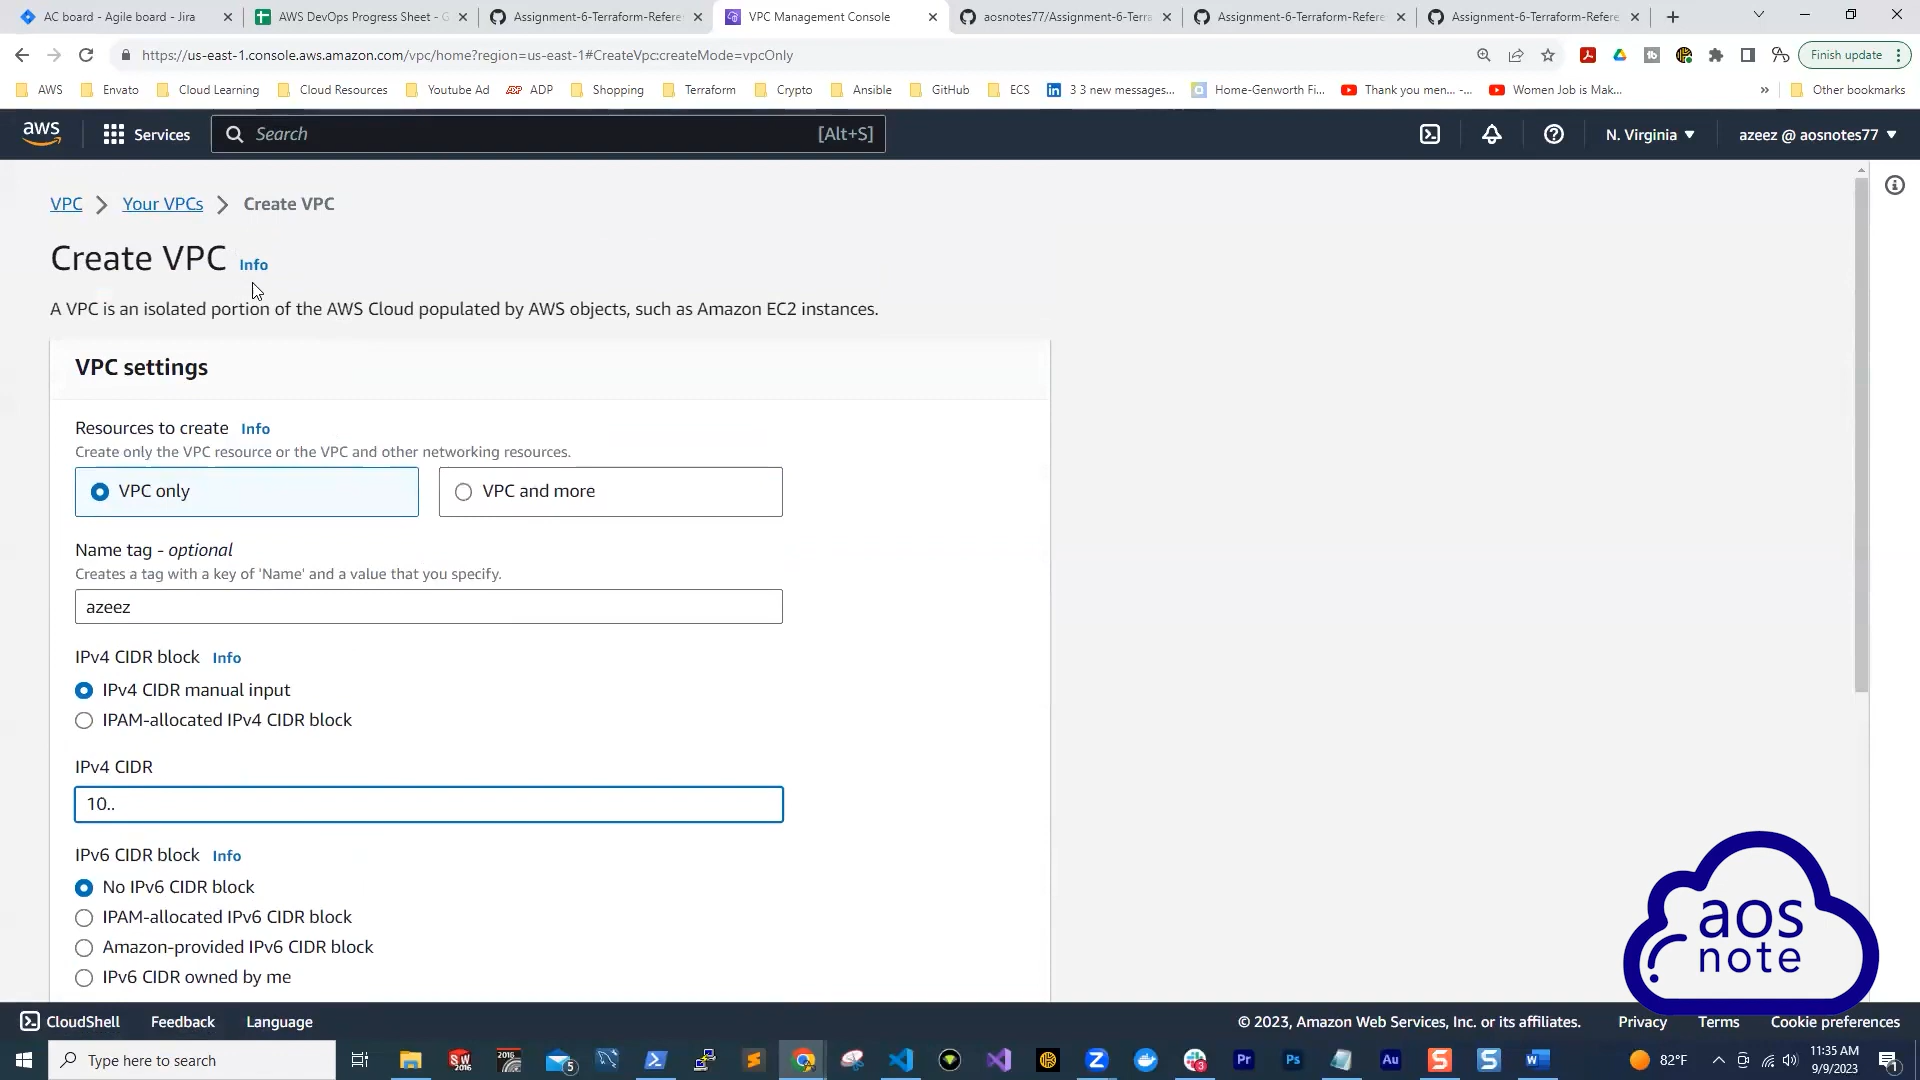 AC board - Agile board - Jira
AWS DevOps Progress Sheet - G
Assignment-6-Terraform-Refere
VPC Management Console
aosnotes77/Assignment-6-Terra
Assignment-6-Terraform-Refere
Assignment-6-Terraform-Refere
https://us-east-1.console.aws.amazon.com/vpc/home?region=us-east-1#CreateVpc:createMode=vpcOnly
Finish update
AWS
Envato
Cloud Learning
Cloud Resources
Youtube Ad
ADP
Shopping
Terraform
Crypto
Ansible
GitHub
ECS
3 3 new messages...
Home-Genworth Fi...
Thank you men... -...
Women Job is Mak...
»
Other bookmarks
aws
Services
Search
[Alt+S]
N. Virginia
azeez @ aosnotes77
VPC
Your VPCs
Create VPC
Create VPC Info
A VPC is an isolated portion of the AWS Cloud populated by AWS objects, such as Amazon EC2 instances.
VPC settings
Resources to create Info
Create only the VPC resource or the VPC and other networking resources.
VPC only
VPC and more
Name tag - optional
Creates a tag with a key of 'Name' and a value that you specify.
azeez
IPv4 CIDR block Info
IPv4 CIDR manual input
IPAM-allocated IPv4 CIDR block
IPv4 CIDR
10..
IPv6 CIDR block Info
No IPv6 CIDR block
IPAM-allocated IPv6 CIDR block
Amazon-provided IPv6 CIDR block
IPv6 CIDR owned by me
aos
note
CloudShell
Feedback
Language
© 2023, Amazon Web Services, Inc. or its affiliates.
Privacy
Terms
Cookie preferences
Type here to search
82°F
11:35 AM
9/9/2023